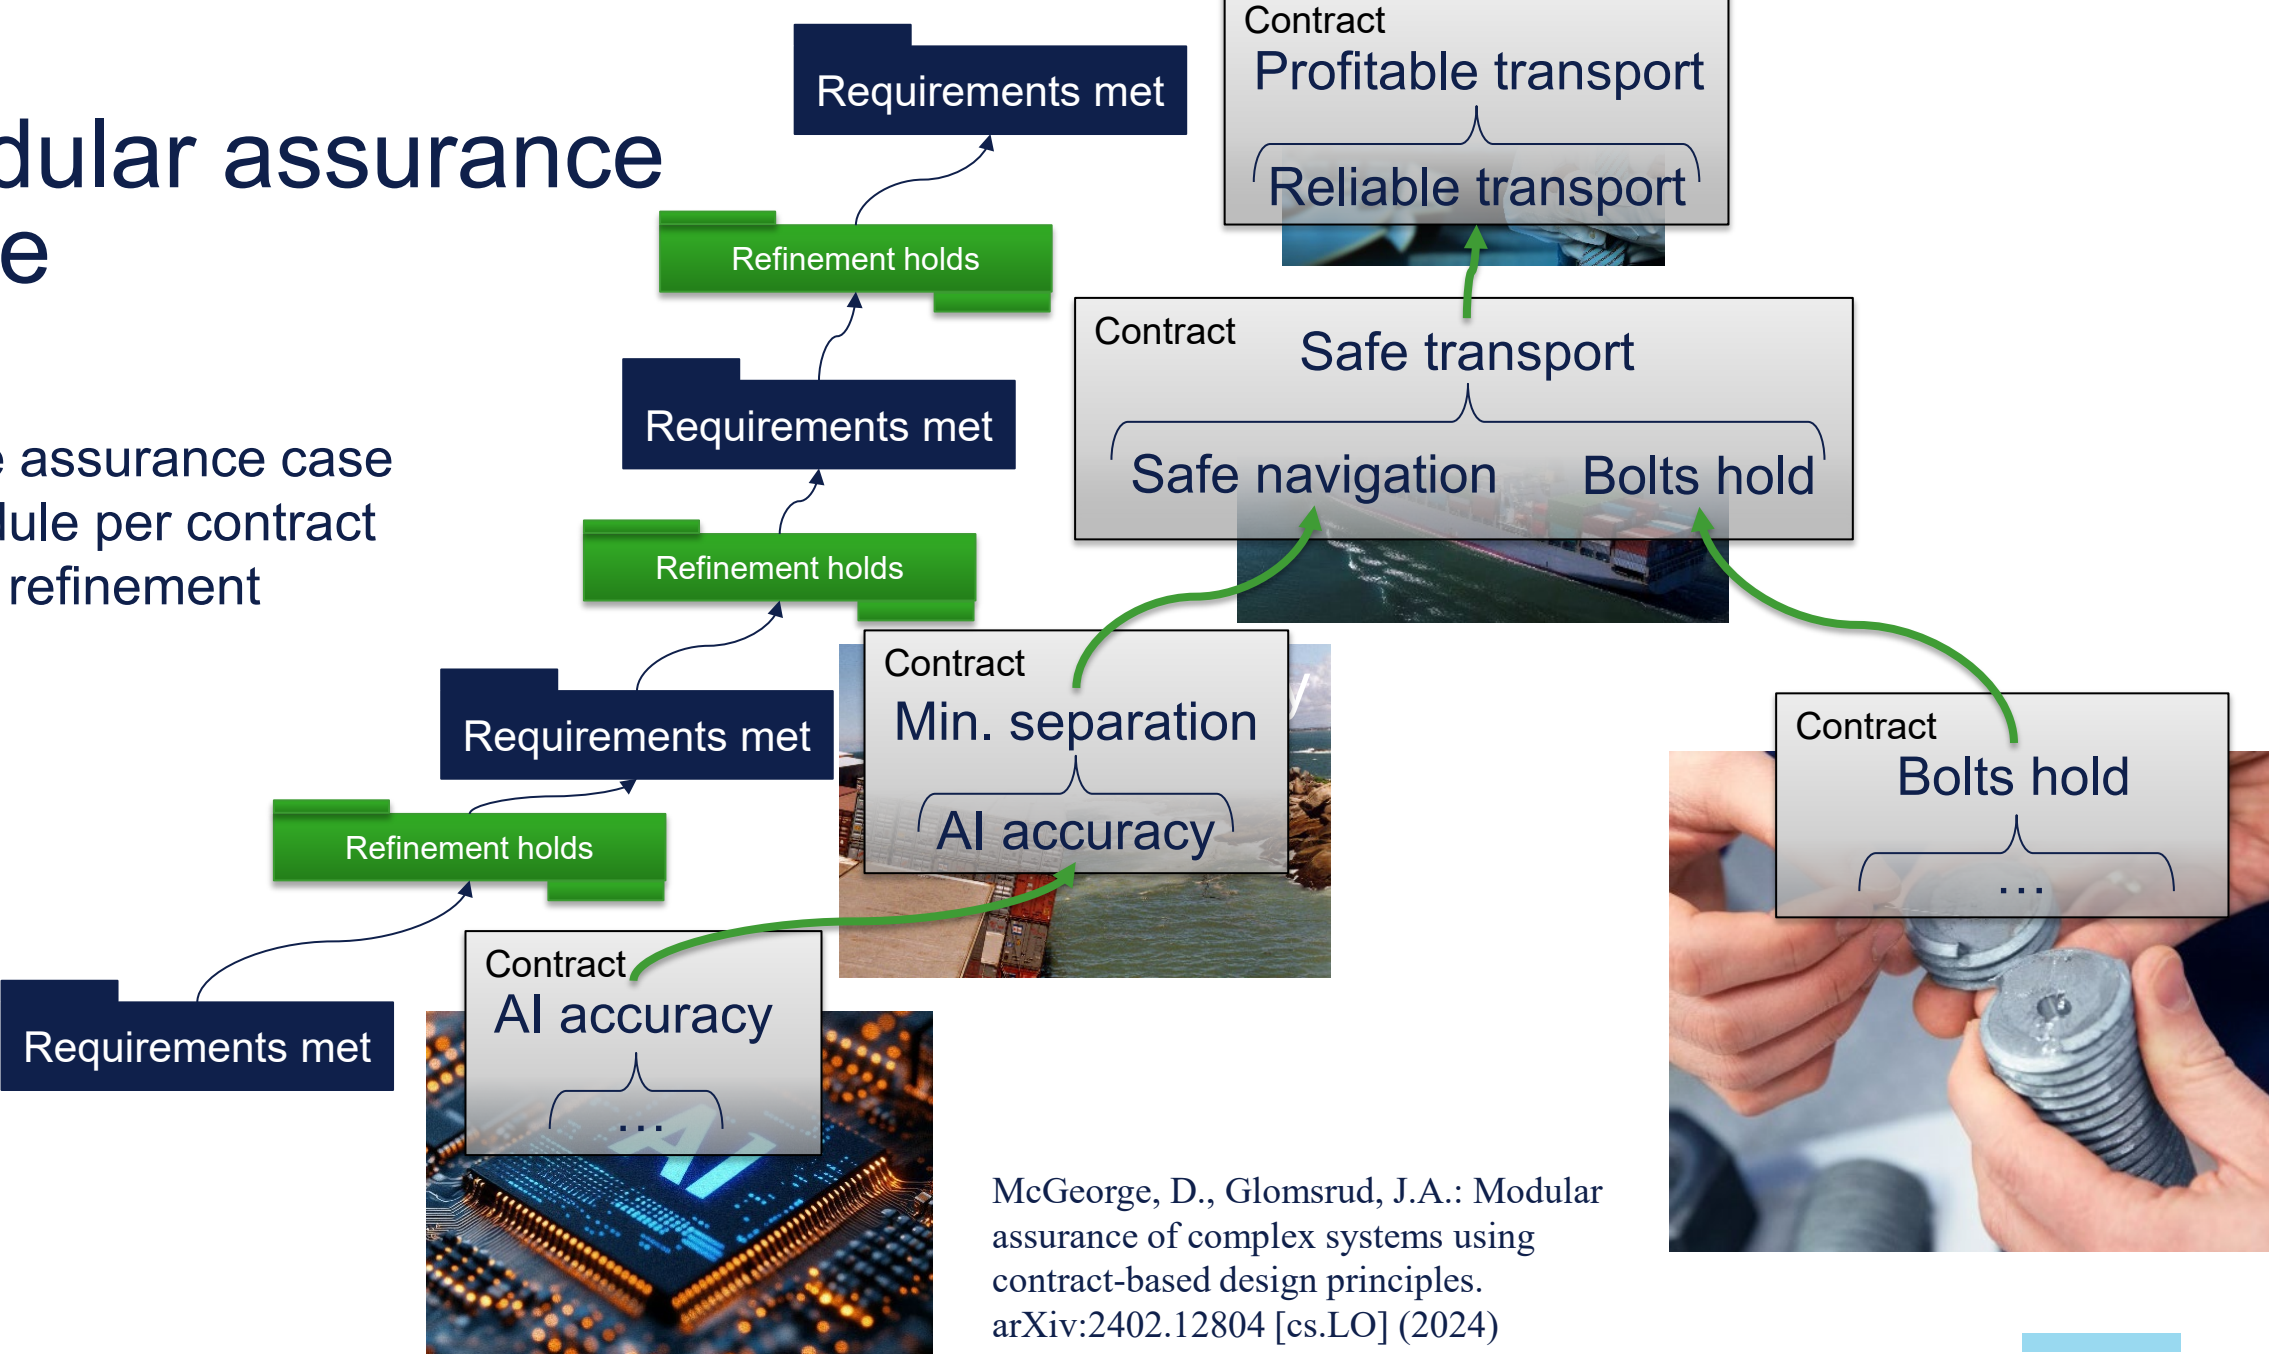 dular assurance
e
e assurance case
dule per contract
refinement
Requirements met
Refinement holds
Requirements met
Refinement holds
Requirements met
Refinement holds
Requirements met
Contract
Profitable transport
Reliable transport
Contract
Safe transport
Safe navigation Bolts hold
Contract
Min. separation
AI accuracy
y
Contract
AI accuracy
...
AI
Contract
Bolts hold
...
McGeorge, D., Glomsrud, J.A.: Modular
assurance of complex systems using
contract-based design principles.
arXiv:2402.12804 [cs.LO] (2024)